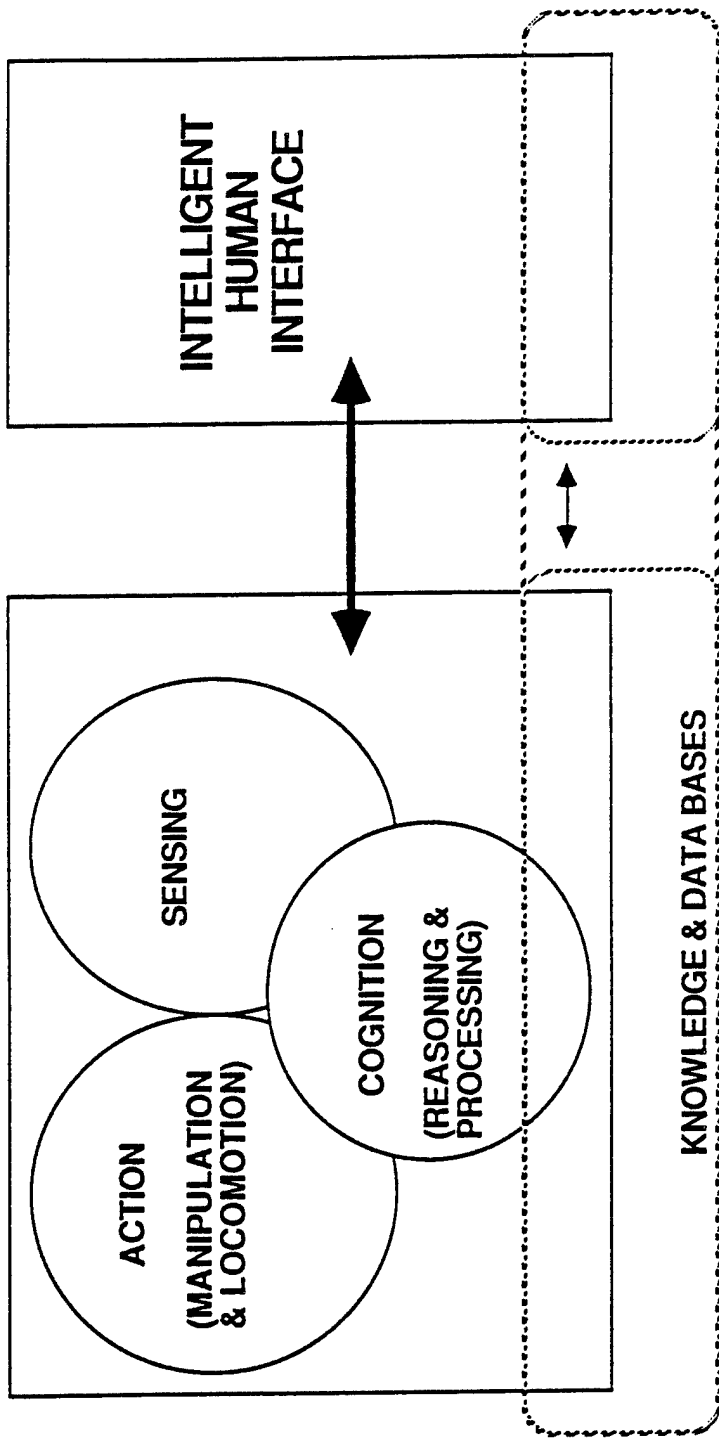 ACTION
(MANIPULATION
& LOCOMOTION)
SENSING
COGNITION
(REASONING &
PROCESSING)
INTELLIGENT
HUMAN
INTERFACE
KNOWLEDGE & DATA BASES